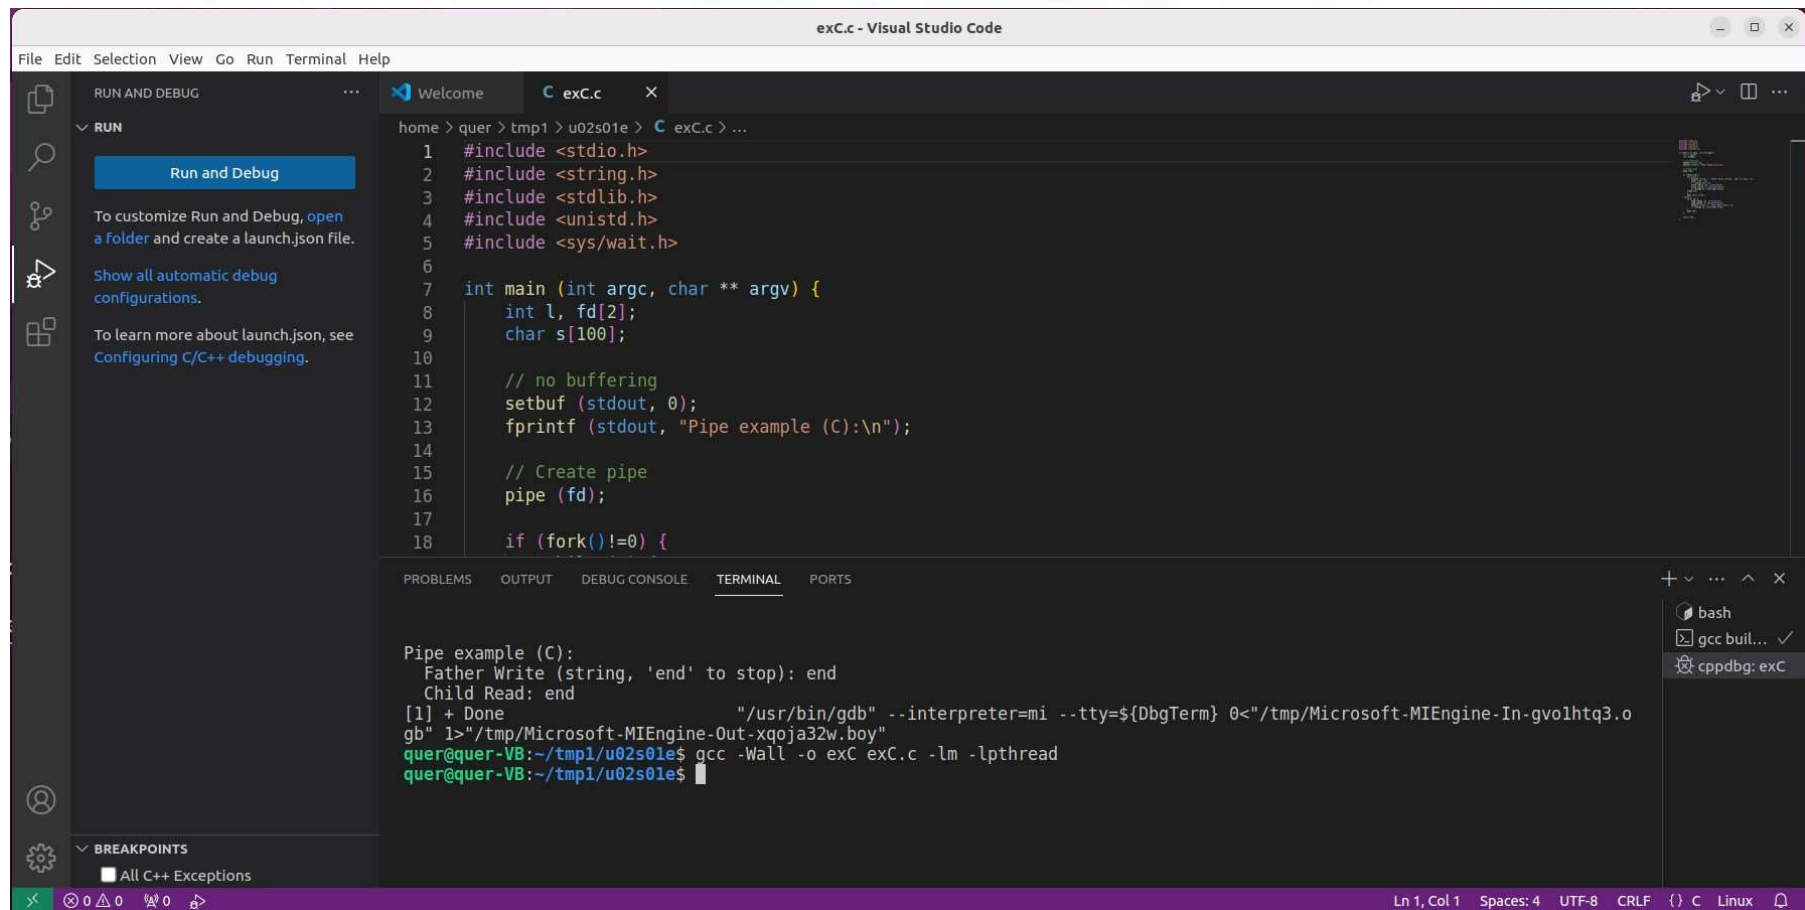 exC.c - Visual Studio Code
File Edit Selection View Go Run Terminal Help
RUN AND DEBUG ...
RUN
Run and Debug
To customize Run and Debug, open
a folder and create a launch.json file.
Show all automatic debug
configurations.
To learn more about launch.json, see
Configuring C/C++ debugging.
BREAKPOINTS
All C++ Exceptions
Welcome C exC.c
home > quer > tmp1 > u02s01e > C exC.c > ...
1 #include <stdio.h>
2 #include <string.h>
3 #include <stdlib.h>
4 #include <unistd.h>
5 #include <sys/wait.h>
6
7 int main (int argc, char ** argv) {
8 int l, fd[2];
9 char s[100];
10
11 // no buffering
12 setbuf (stdout, 0);
13 fprintf (stdout, "Pipe example (C):\n");
14
15 // Create pipe
16 pipe (fd);
17
18 if (fork()!=0) {
PROBLEMS OUTPUT DEBUG CONSOLE TERMINAL PORTS
Pipe example (C):
Father Write (string, 'end' to stop): end
Child Read: end
[1] + Done "/usr/bin/gdb" --interpreter=mi --tty=${DbgTerm} 0<"/tmp/Microsoft-MIEngine-In-gvo1htq3.o
gb" 1>"/tmp/Microsoft-MIEngine-Out-xqoja32w.boy"
quer@quer-VB:~/tmp1/u02s01e$ gcc -Wall -o exC exC.c -lm -lpthread
quer@quer-VB:~/tmp1/u02s01e$
bash
gcc buil...
cppdbg: exC
0 0 0
Ln 1, Col 1 Spaces: 4 UTF-8 CRLF {} C Linux